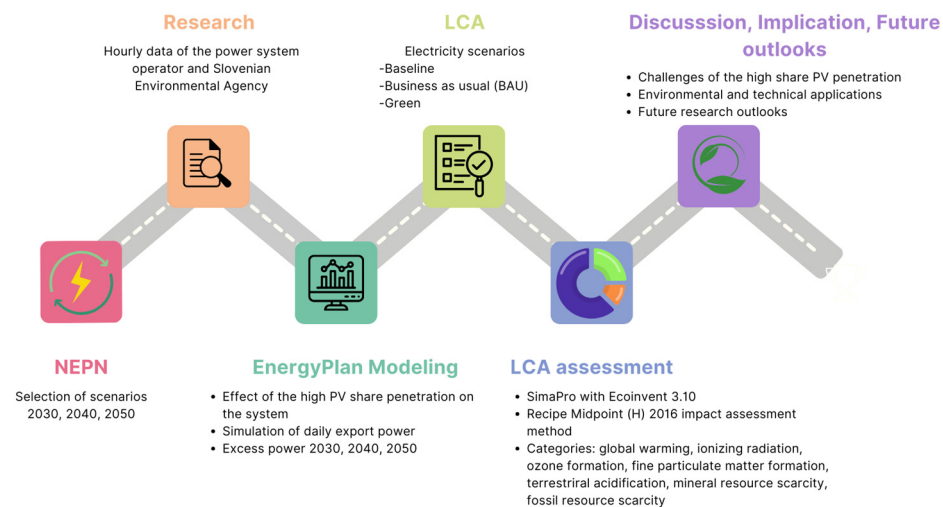 Research
Hourly data of the power system
operator and Slovenian
Environmental Agency
LCA
Electricity scenarios
-Baseline
-Business as usual (BAU)
-Green
Discusssion, Implication, Future
outlooks
• Challenges of the high share PV penetration
• Environmental and technical applications
• Future research outlooks
NEPN
Selection of scenarios
2030, 2040, 2050
EnergyPlan Modeling
• Effect of the high PV share penetration on
the system
• Simulation of daily export power
• Excess power 2030, 2040, 2050
LCA assessment
• SimaPro with Ecoinvent 3.10
• Recipe Midpoint (H) 2016 impact assessment
method
• Categories: global warming, ionizing radiation,
ozone formation, fine particulate matter formation,
terrestriral acidification, mineral resource scarcity,
fossil resource scarcity